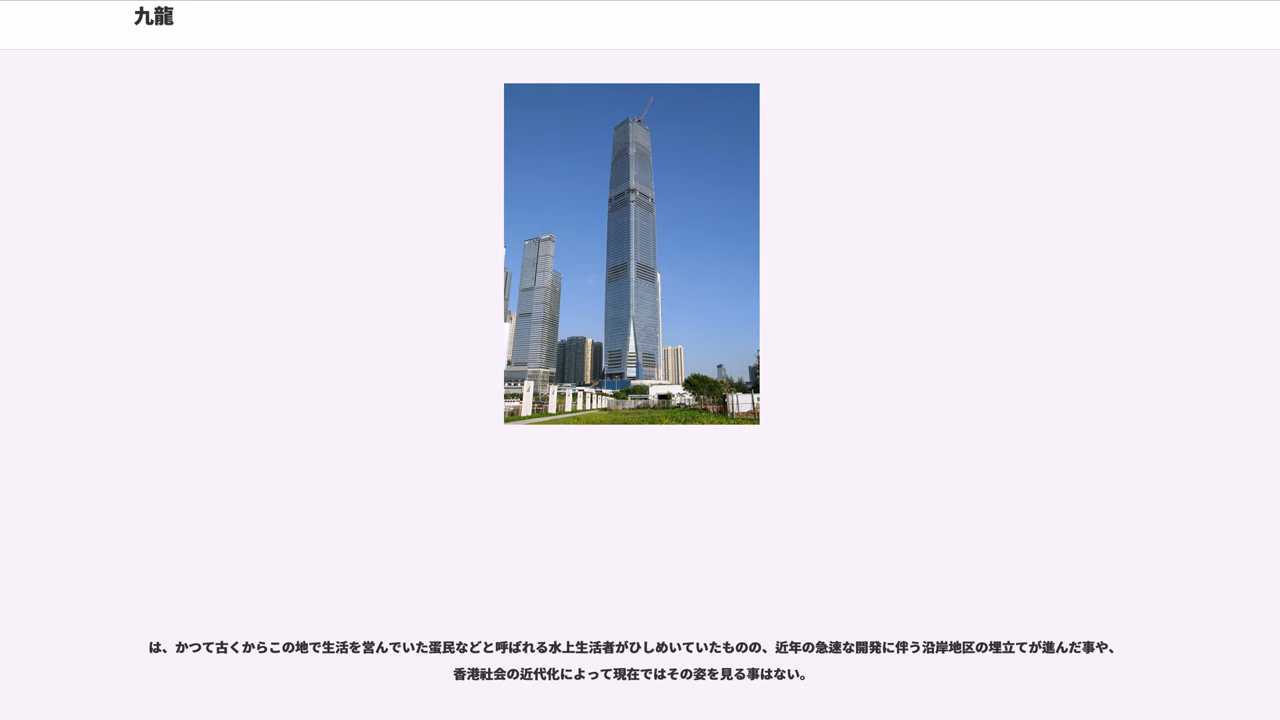 九龍
は、かつて古くからこの地で生活を営んでいた蛋民などと呼ばれる水上生活者がひしめいていたものの、近年の急速な開発に伴う沿岸地区の埋立てが進んだ事や、
香港社会の近代化によって現在ではその姿を見る事はない。